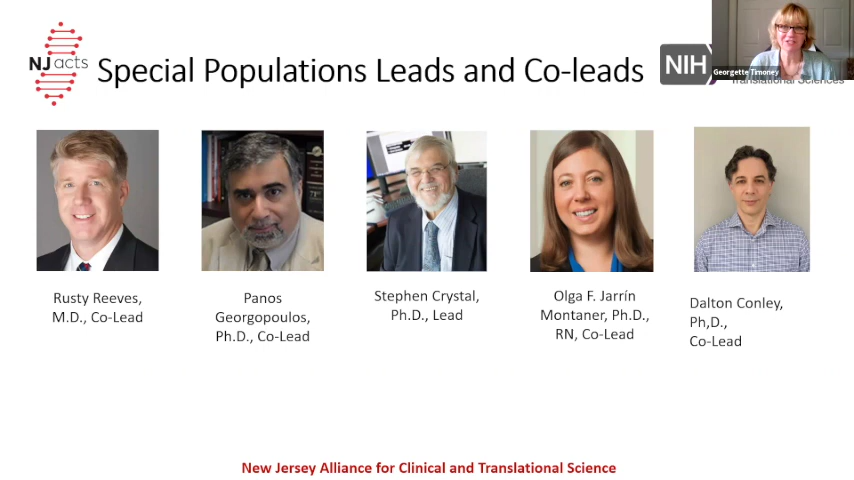 NJ acts
Special Populations Leads and Co-leads
NIH
Georgette Timoney
Translational Sciences
Rusty Reeves,
M.D., Co-Lead
Panos
Georgopoulos,
Ph.D., Co-Lead
Stephen Crystal,
Ph.D., Lead
Olga F. Jarrín
Montaner, Ph.D.,
RN, Co-Lead
Dalton Conley,
Ph,D.,
Co-Lead
New Jersey Alliance for Clinical and Translational Science